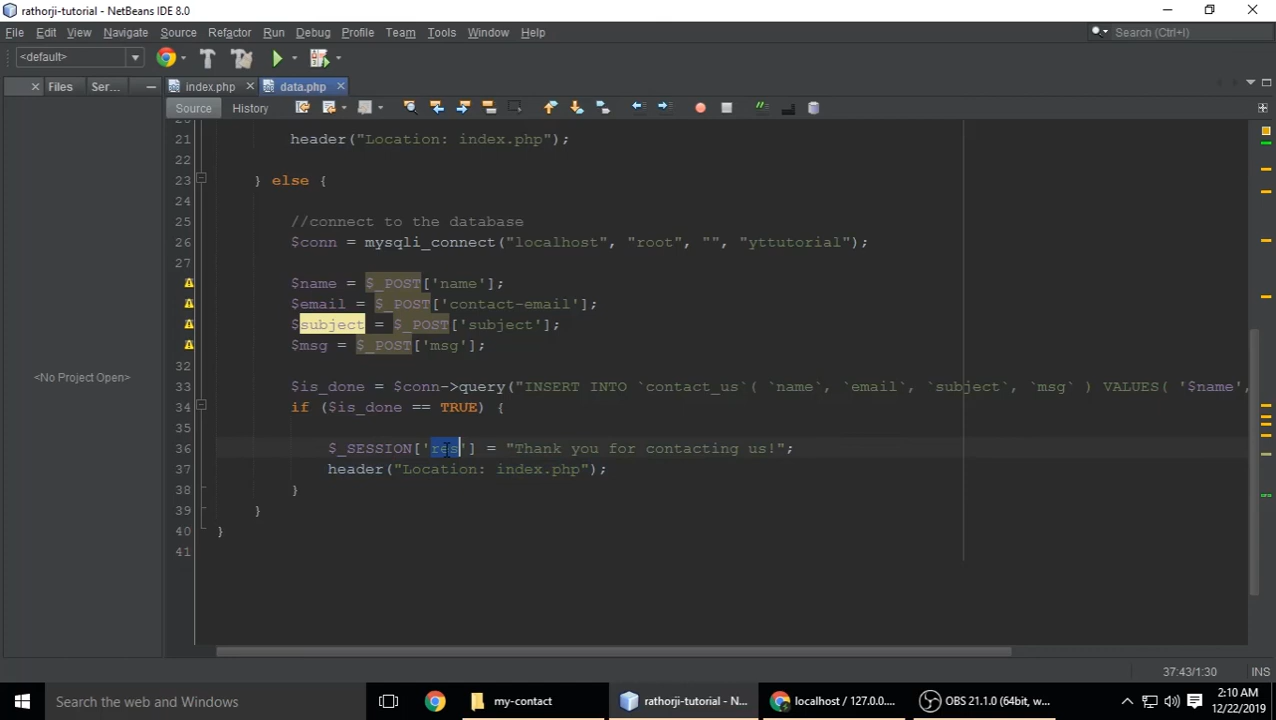 rathorji-tutorial - NetBeans IDE 8.0
File Edit View Navigate Source Refactor Run Debug Profile Team Tools Window Help
Search (Ctrl+I)
<default>
Files Ser... index.php data.php
Source History
21 header("Location: index.php");
22
23 } else {
24
25 //connect to the database
26 $conn = mysqli_connect("localhost", "root", "", "yttutorial");
27
$name = $_POST['name'];
$email = $_POST['contact-email'];
$subject = $_POST['subject'];
$msg = $_POST['msg'];
32
33 $is_done = $conn->query("INSERT INTO `contact_us`( `name`, `email`, `subject`, `msg` ) VALUES( '$name',
34 if ($is_done == TRUE) {
35
36 $_SESSION['res'] = "Thank you for contacting us!";
37 header("Location: index.php");
38 }
39 }
40 }
41
<No Project Open>
37:43/1:30 INS
Search the web and Windows
my-contact
rathorji-tutorial - N...
localhost / 127.0.0....
OBS 21.1.0 (64bit, w...
2:10 AM
12/22/2019